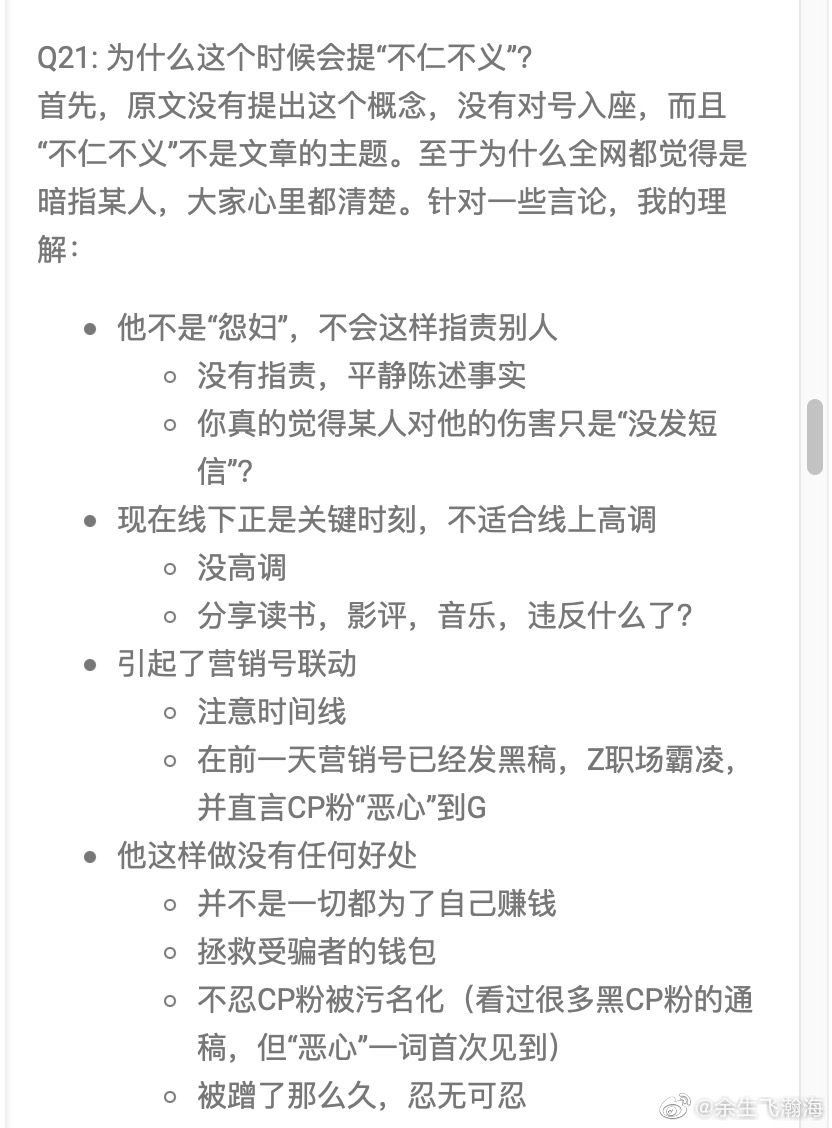 Q21: 为什么这个时候会提“不仁不义”?
首先，原文没有提出这个概念，没有对号入座，而且
“不仁不义”不是文章的主题。至于为什么全网都觉得是
暗指某人，大家心里都清楚。针对一些言论，我的理
解：
• 他不是“怨妇”，不会这样指责别人
○ 没有指责，平静陈述事实
○ 你真的觉得某人对他的伤害只是“没发短
信”?
• 现在线下正是关键时刻，不适合线上高调
○ 没高调
○ 分享读书，影评，音乐，违反什么了?
• 引起了营销号联动
○ 注意时间线
○ 在前一天营销号已经发黑稿，Z职场霸凌，
并直言CP粉“恶心”到G
• 他这样做没有任何好处
○ 并不是一切都为了自己赚钱
○ 拯救受骗者的钱包
○ 不忍CP粉被污名化（看过很多黑CP粉的通
稿，但“恶心”一词首次见到）
○ 被蹭了那么久，忍无可忍
@余生飞瀚海